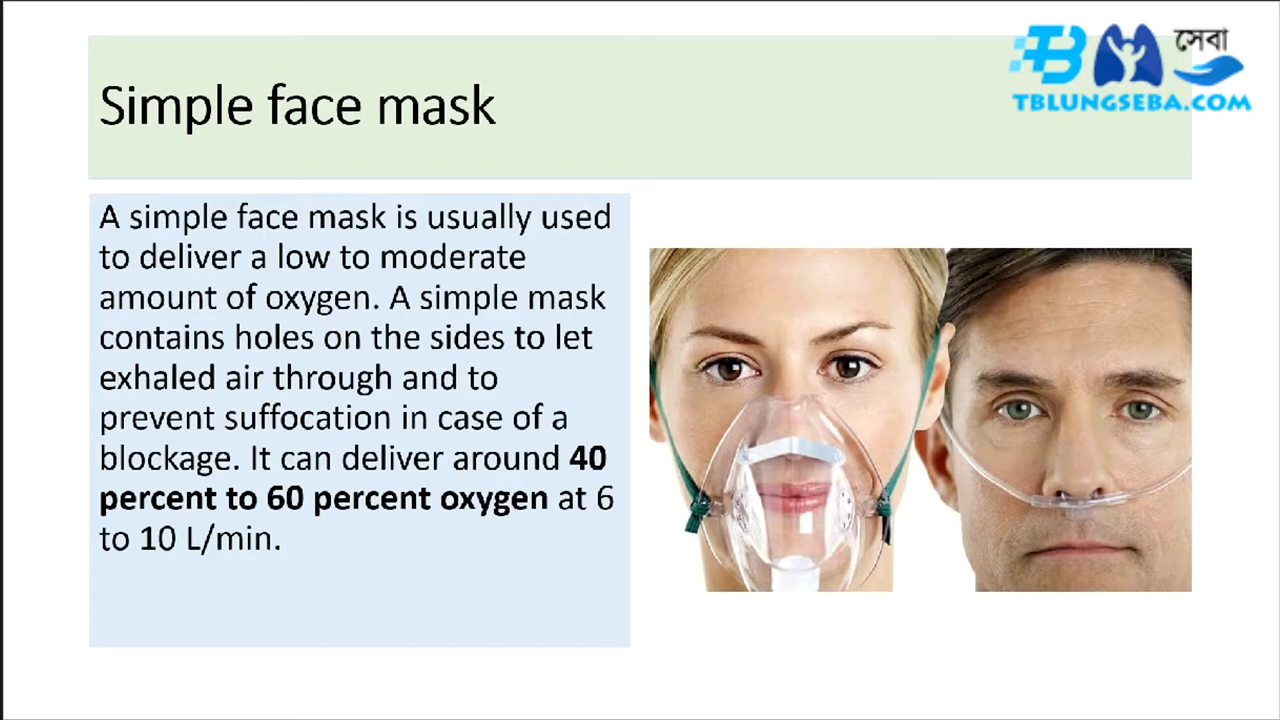 TB সেবা
TBLUNGSEBA.COM
Simple face mask
A simple face mask is usually used
to deliver a low to moderate
amount of oxygen. A simple mask
contains holes on the sides to let
exhaled air through and to
prevent suffocation in case of a
blockage. It can deliver around 40
percent to 60 percent oxygen at 6
to 10 L/min.